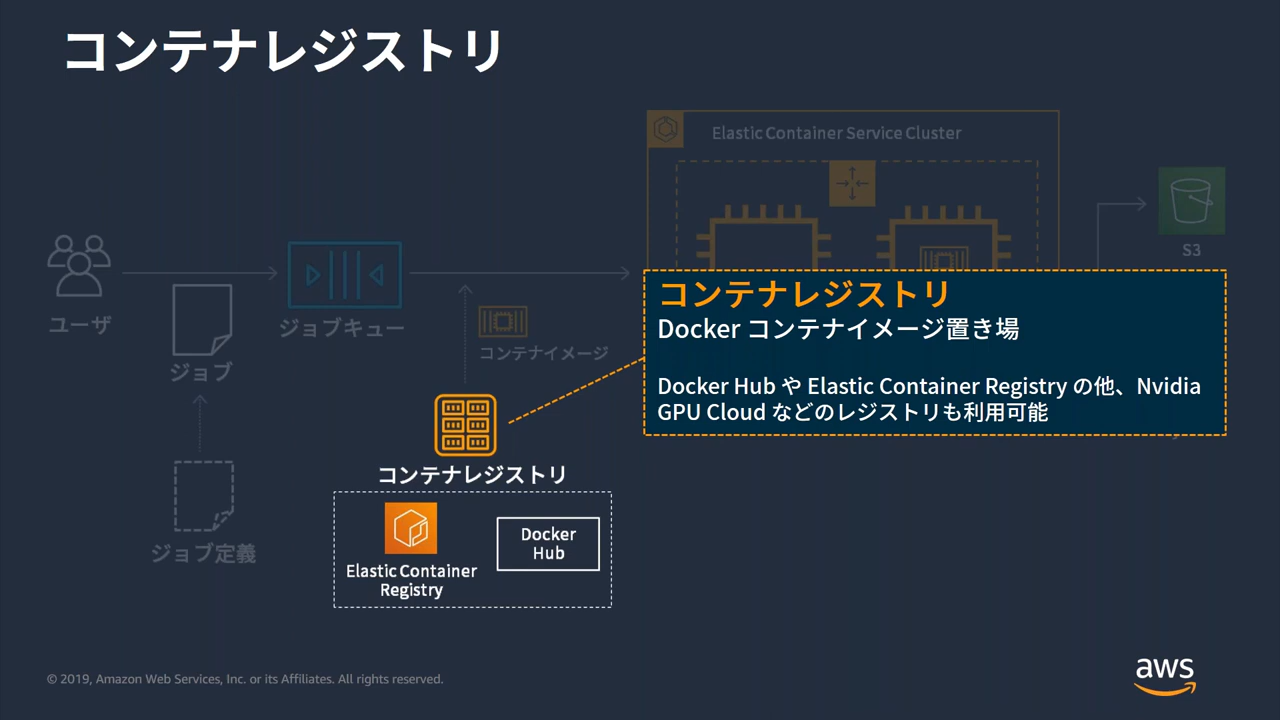 コンテナレジストリ
Elastic Container Service Cluster
S3
ユーザ
ジョブ
ジョブキュー
コンテナイメージ
コンテナレジストリ
Docker コンテナイメージ置き場
Docker Hub や Elastic Container Registry の他、Nvidia
GPU Cloud などのレジストリも利用可能
コンテナレジストリ
ジョブ定義
Elastic Container
Registry
Docker
Hub
© 2019, Amazon Web Services, Inc. or its Affiliates. All rights reserved.
aws